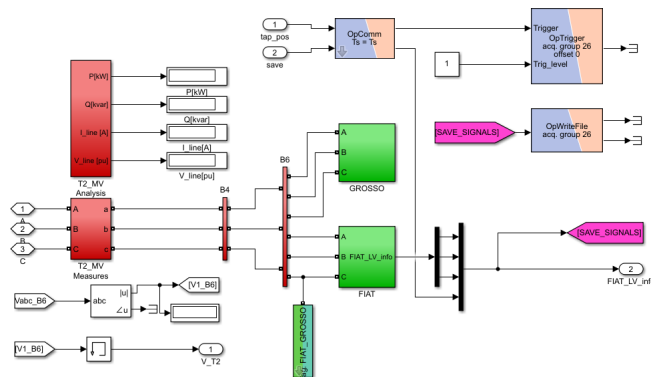 1
tap_pos
2
save
OpComm
Ts = Ts
Trigger
Trig_level
OpTrigger
acq. group 26
offset 0
1
[SAVE_SIGNALS]
OpWriteFile
acq. group 26
P[kW]
Q[kvar]
I_line [A]
V_line [pu]
T2_MV
Analysis
P[kW]
Q[kvar]
I_line[A]
V_line[pu]
1
A
2
B
3
C
A
B
C
a
b
c
T2_MV
Measures
B4
B6
A
B
C
GROSSO
A
B
C
FIAT_LV_info
FIAT
[SAVE_SIGNALS]
2
FIAT_LV_inf
Vabc_B6
abc
|u|
∠u
[V1_B6]
[V1_B6]
1
V_T2
ag: FIAT_GROSSO